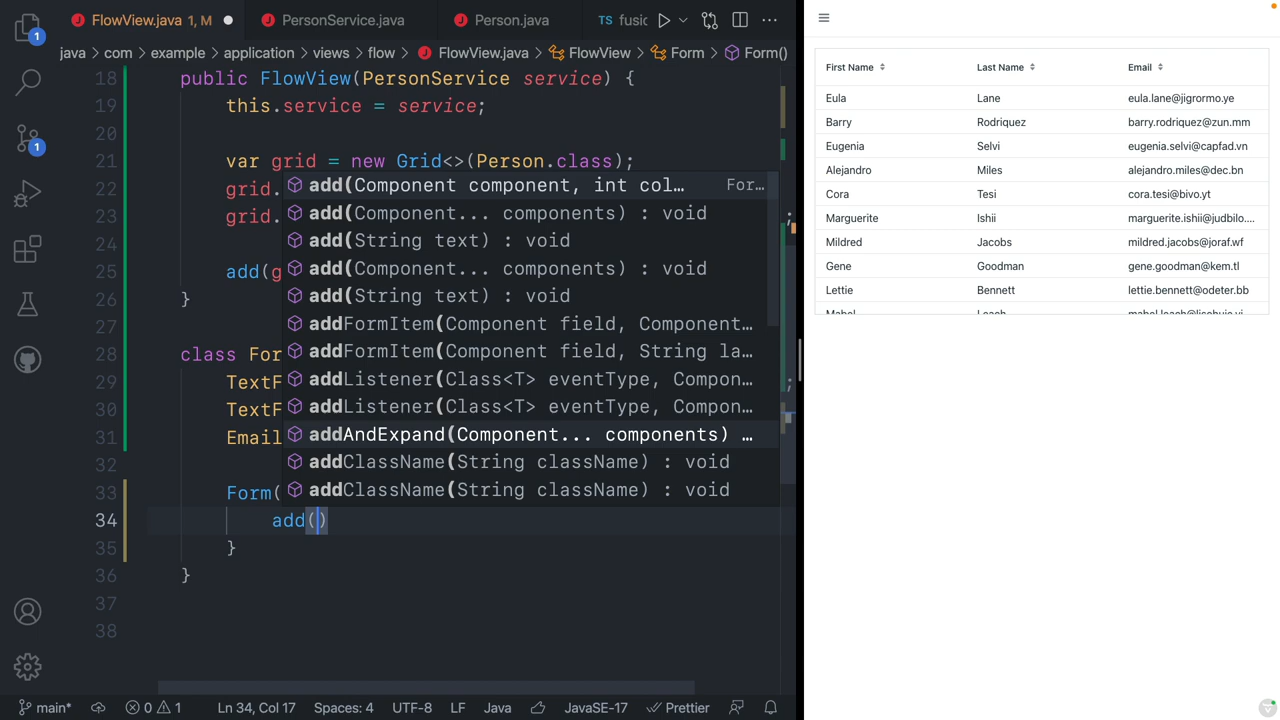 FlowView.java 1, M
PersonService.java
Person.java
TS fusic
java > com > example > application > views > flow > FlowView.java > FlowView > Form > Form()
18 public FlowView(PersonService service) {
19 this.service = service;
20
21 var grid = new Grid<>(Person.class);
22 grid.
23 grid. ;
24
25 add(g
26 }
27
28 class For
29 TextF ;
30 TextF
31 Email
32
33 Form(
34 add()
35 }
36 }
37
38
add(Component component, int col… For…
add(Component... components) : void
add(String text) : void
add(Component... components) : void
add(String text) : void
addFormItem(Component field, Component…
addFormItem(Component field, String la…
addListener(Class<T> eventType, Compon…
addListener(Class<T> eventType, Compon…
addAndExpand(Component... components) …
addClassName(String className) : void
addClassName(String className) : void
1
1
main* 0 1 Ln 34, Col 17 Spaces: 4 UTF-8 LF Java JavaSE-17 Prettier
First Name Last Name Email
Eula Lane eula.lane@jigrormo.ye
Barry Rodriquez barry.rodriquez@zun.mm
Eugenia Selvi eugenia.selvi@capfad.vn
Alejandro Miles alejandro.miles@dec.bn
Cora Tesi cora.tesi@bivo.yt
Marguerite Ishii marguerite.ishii@judbilo....
Mildred Jacobs mildred.jacobs@joraf.wf
Gene Goodman gene.goodman@kem.tl
Lettie Bennett lettie.bennett@odeter.bb